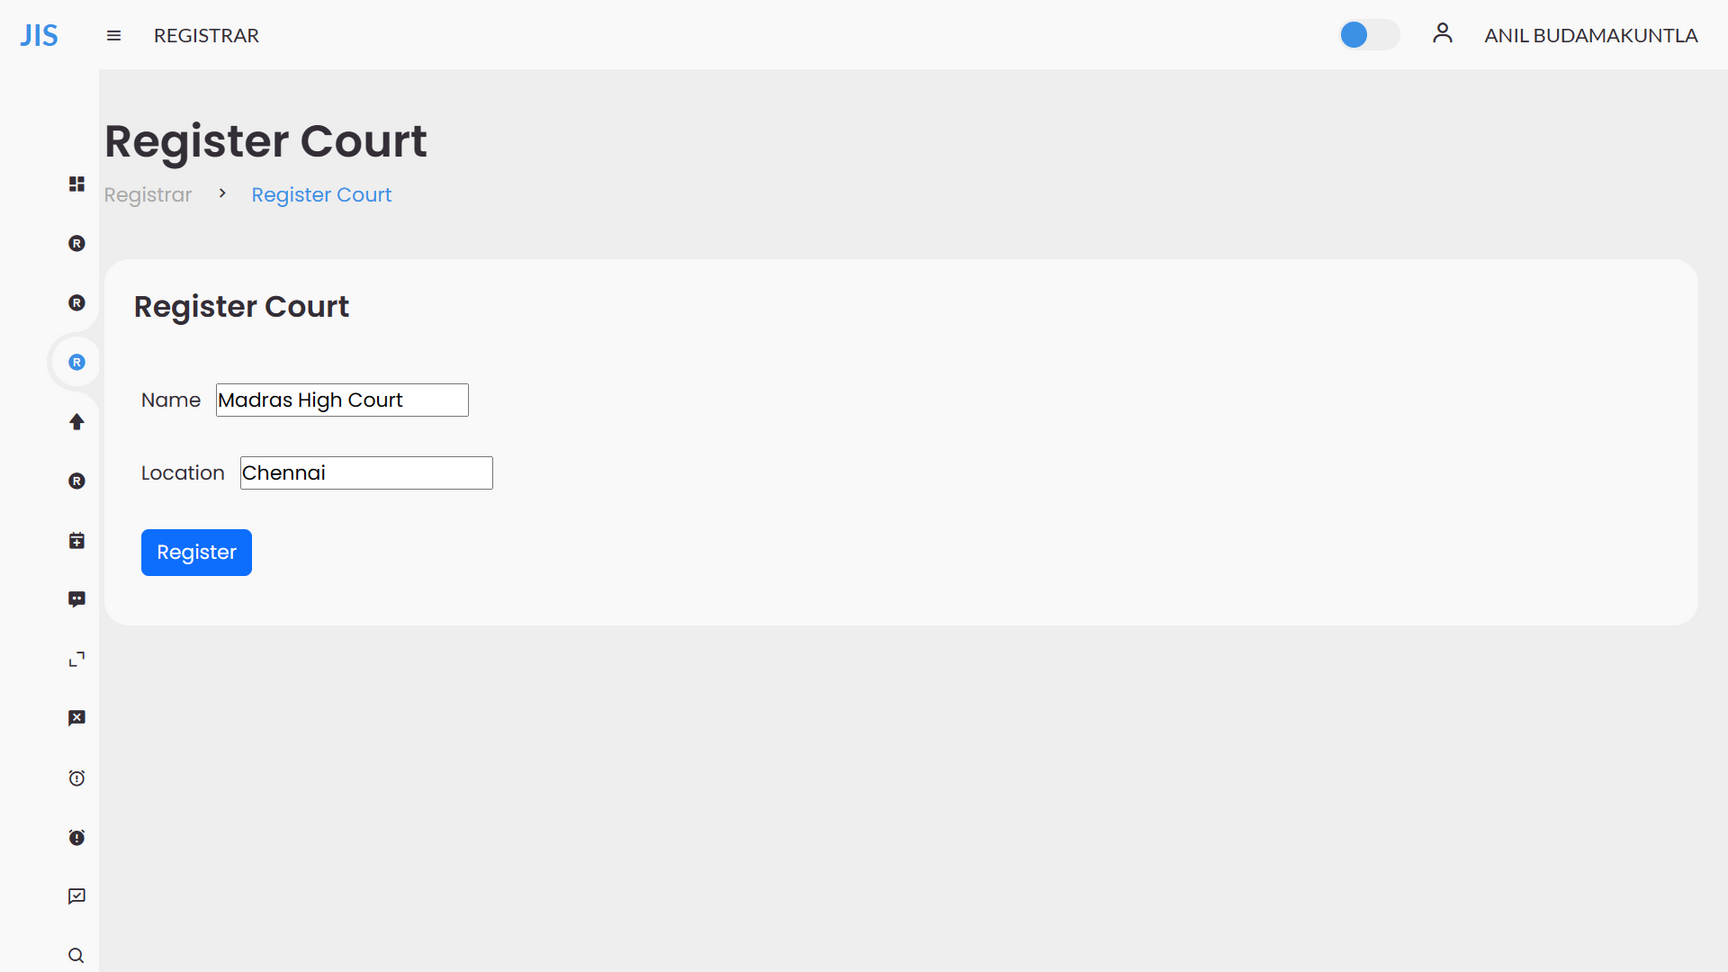 JIS REGISTRAR ANIL BUDAMAKUNTLA
Register Court
Registrar > Register Court
Register Court
Name Madras High Court
Location Chennai
Register